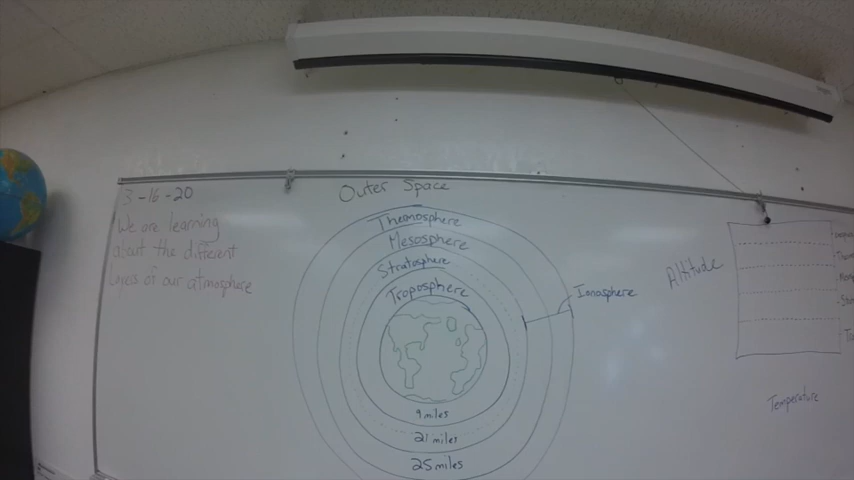 3-16-20
We are learning
about the different
layers of our atmosphere
Outer Space
Thermosphere
Mesosphere
Stratosphere
Troposphere
Ionosphere
9 miles
21 miles
25 miles
Altitude
Temperature